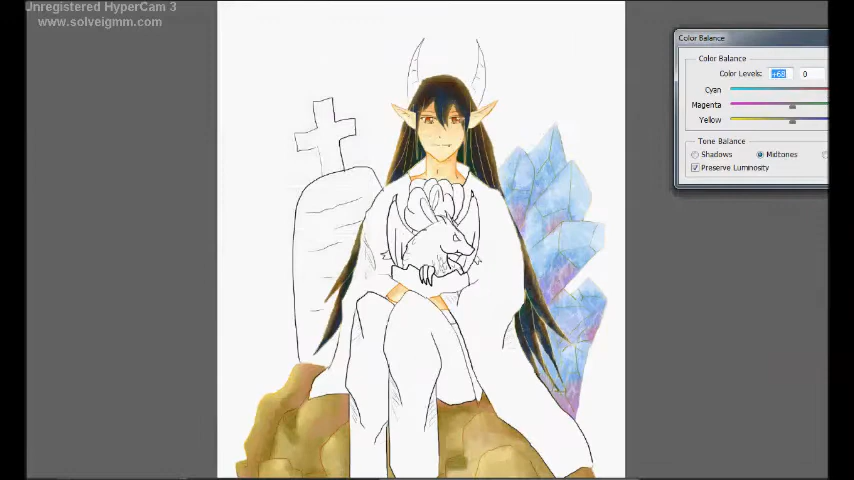 Unregistered HyperCam 3
www.solveigmm.com
Color Balance
Color Balance
Color Levels: +68 0
Cyan
Magenta
Yellow
Tone Balance
Shadows Midtones
Preserve Luminosity